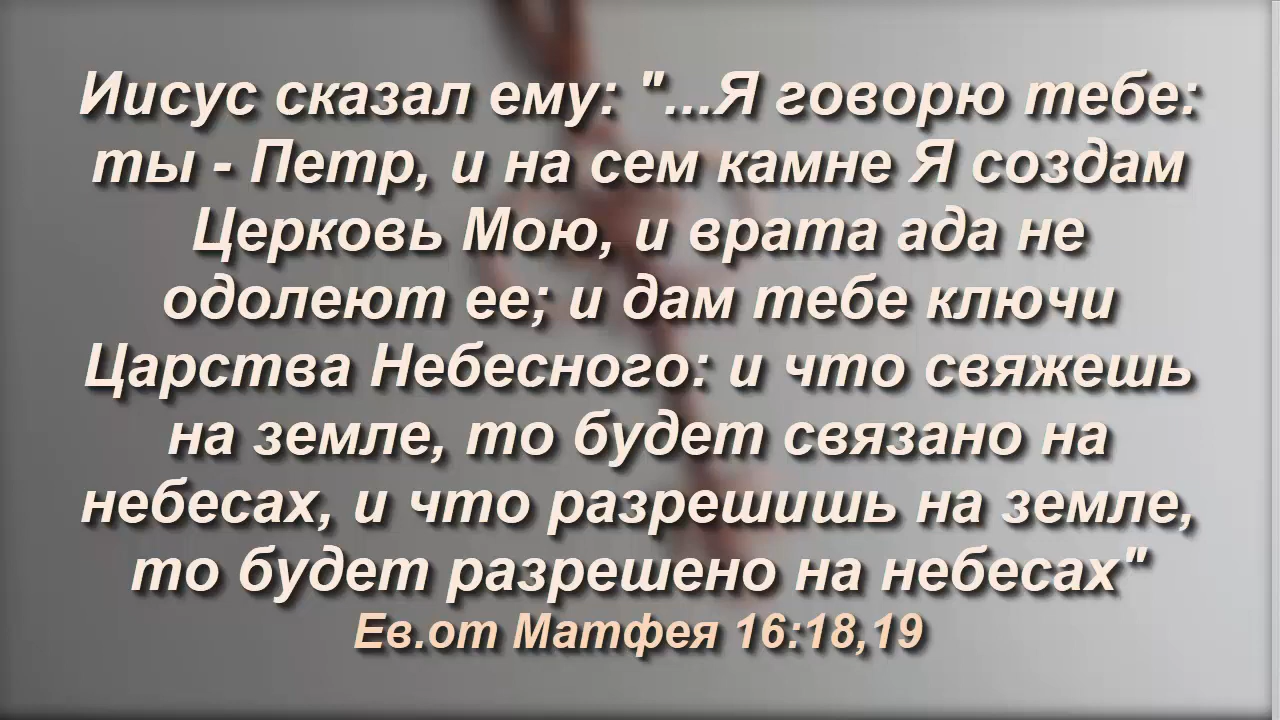 Иисус сказал ему: "...Я говорю тебе:
ты - Петр, и на сем камне Я создам
Церковь Мою, и врата ада не
одолеют ее; и дам тебе ключи
Царства Небесного: и что свяжешь
на земле, то будет связано на
небесах, и что разрешишь на земле,
то будет разрешено на небесах"
Ев.от Матфея 16:18,19